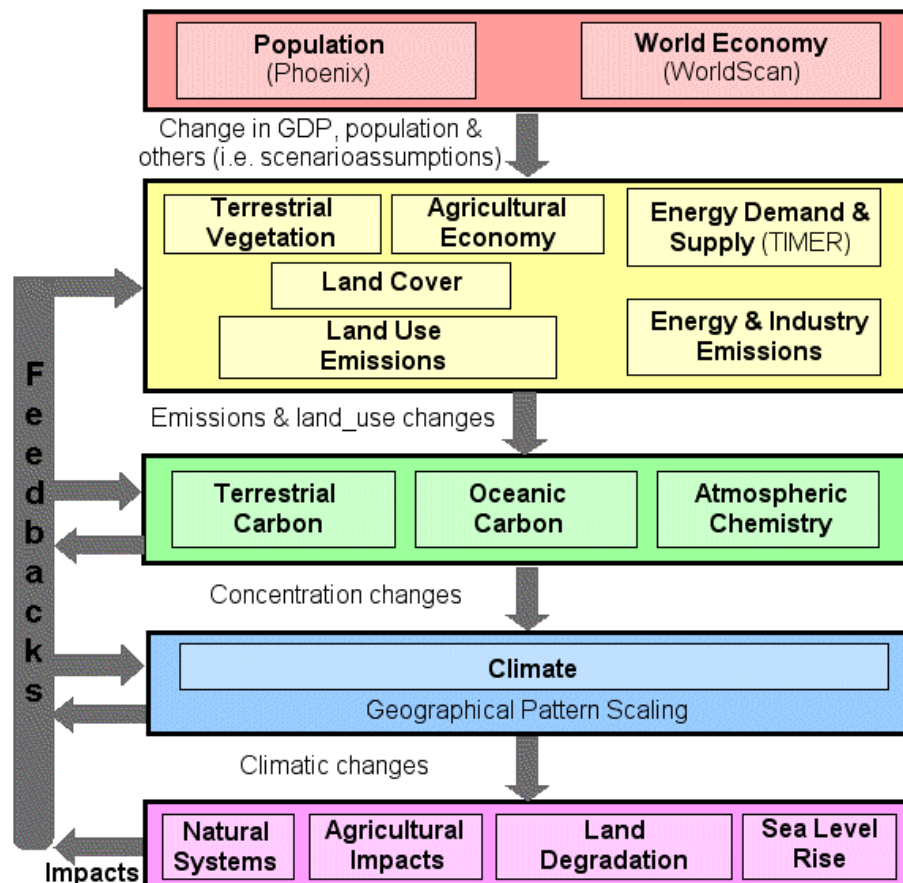 Population
(Phoenix)
World Economy
(WorldScan)
Change in GDP, population &
others (i.e. scenarioassumptions)
Terrestrial
Vegetation
Agricultural
Economy
Energy Demand &
Supply (TIMER)
Land Cover
Land Use
Emissions
Energy & Industry
Emissions
Feedbacks
Emissions & land_use changes
Terrestrial
Carbon
Oceanic
Carbon
Atmospheric
Chemistry
Concentration changes
Climate
Geographical Pattern Scaling
Climatic changes
Natural
Systems
Agricultural
Impacts
Land
Degradation
Sea Level
Rise
Impacts